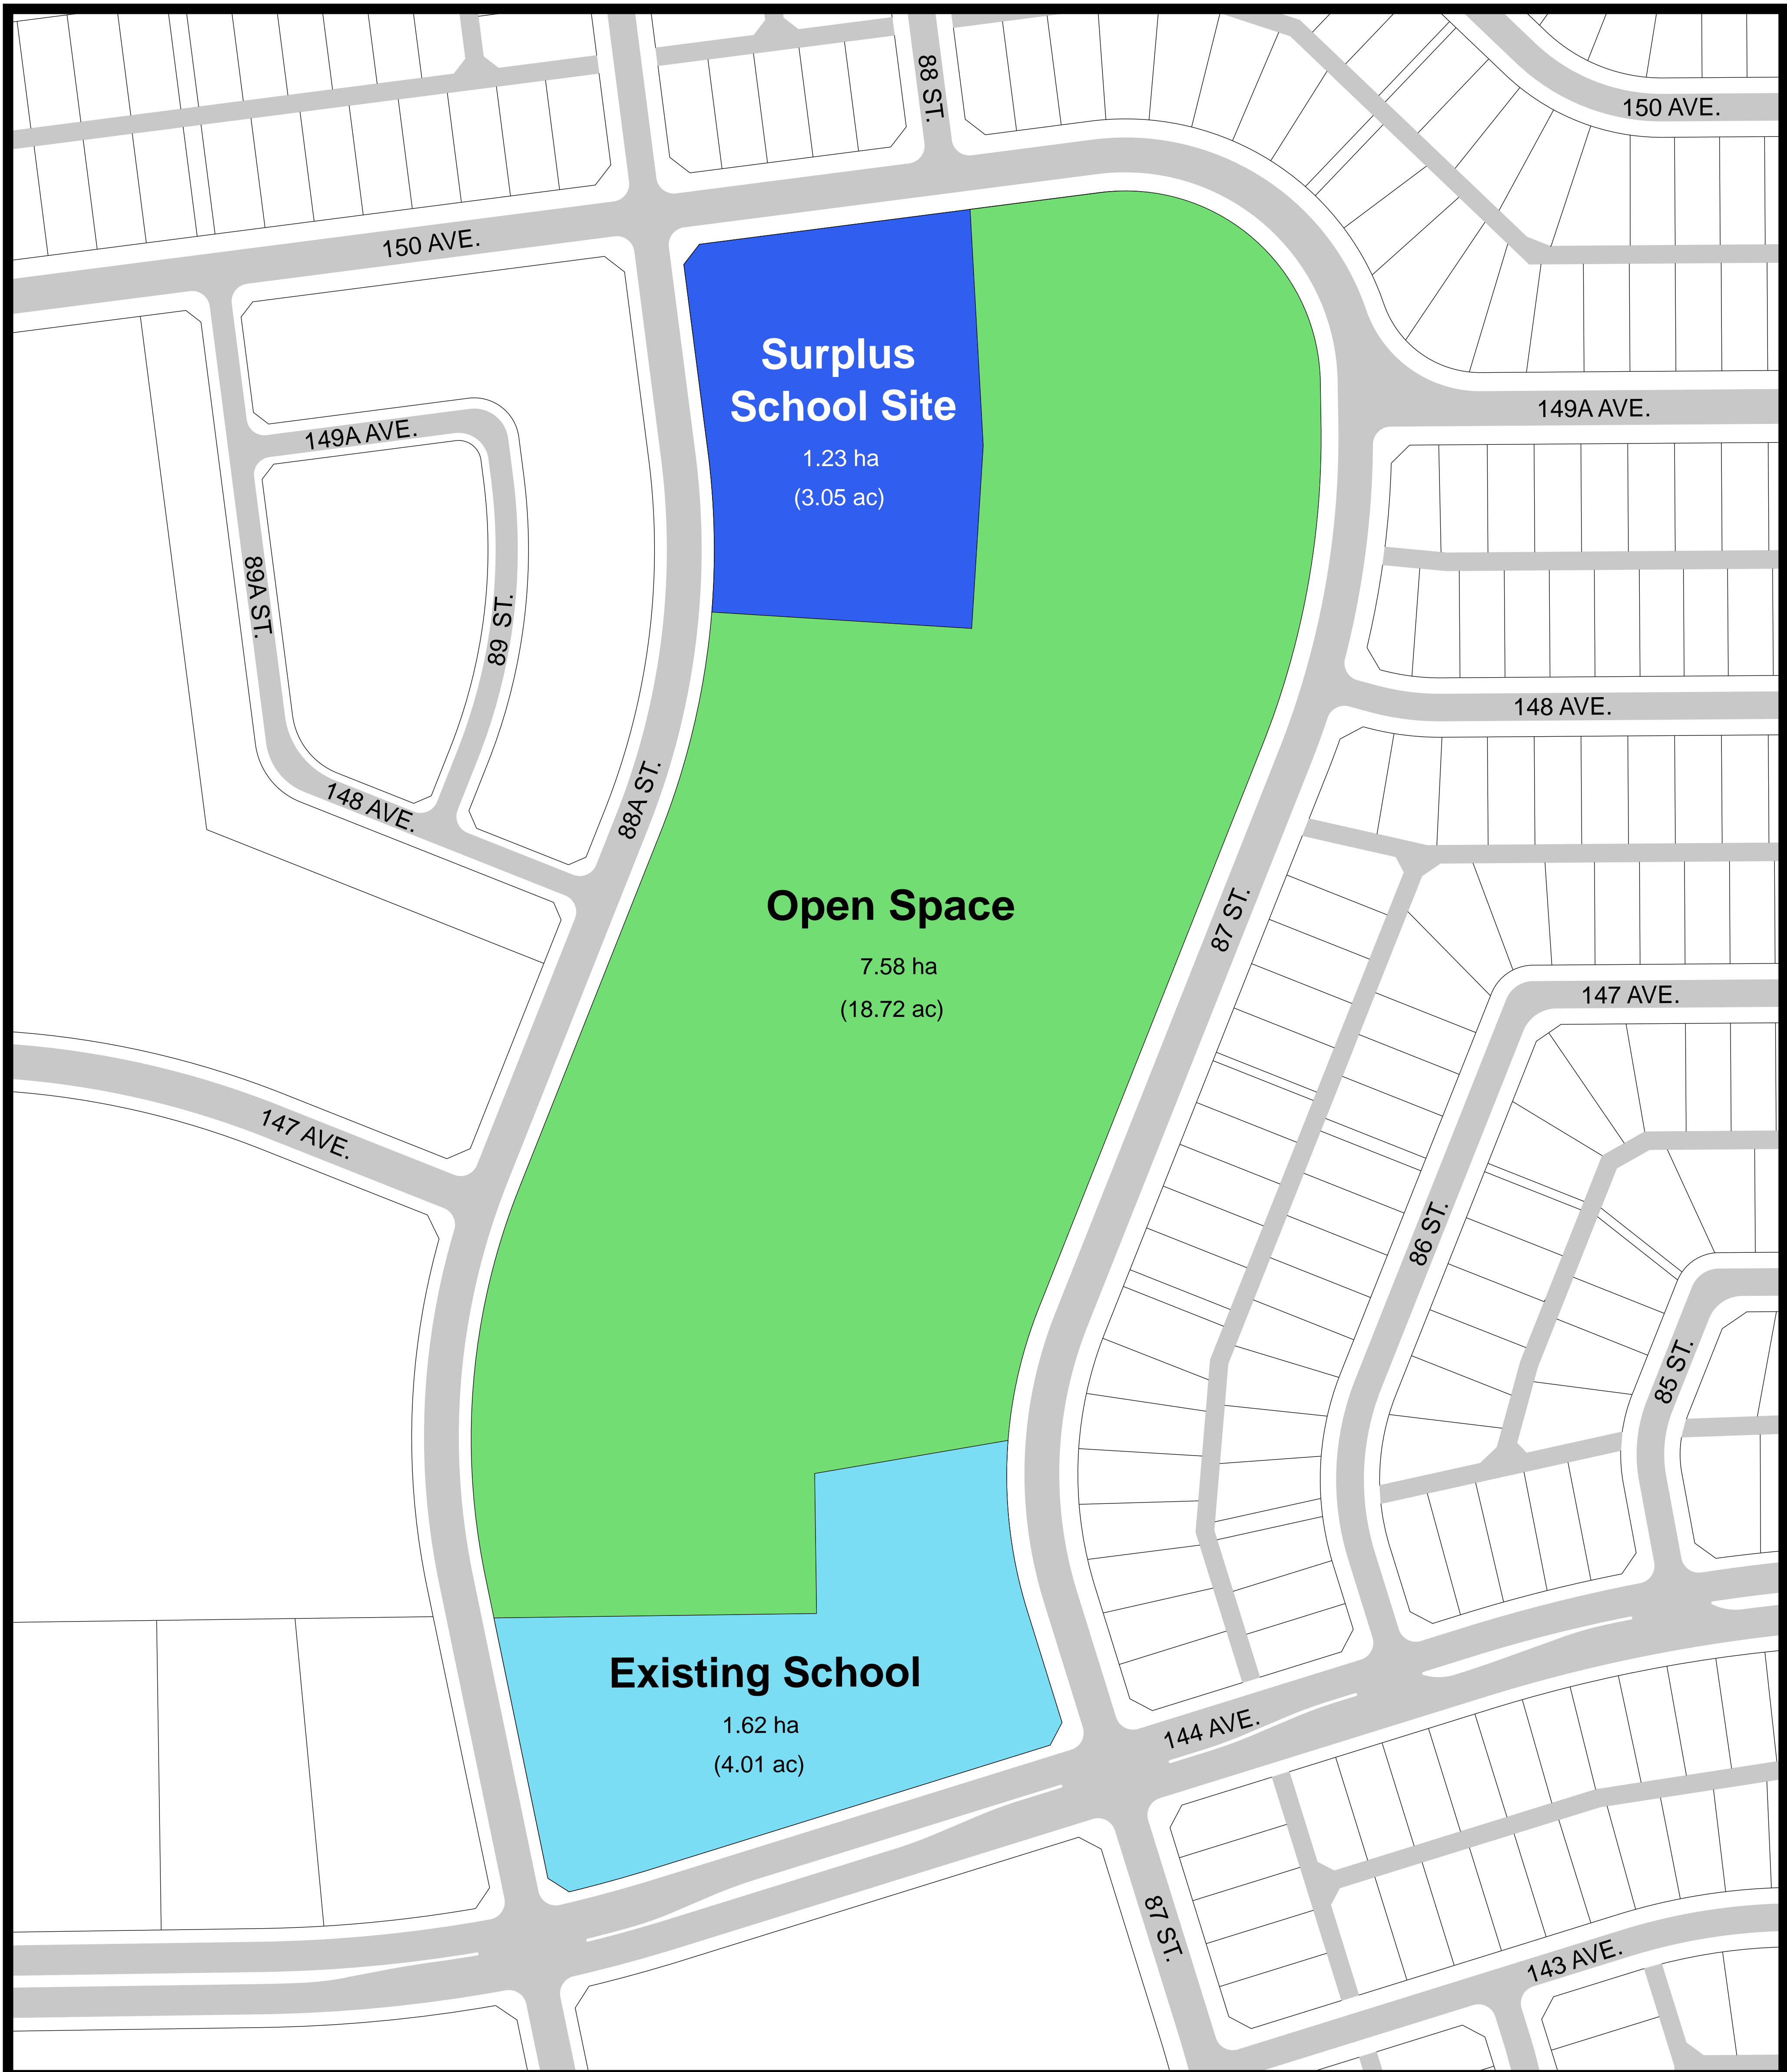 88 ST.
150 AVE.
150 AVE.
Surplus
School Site
1.23 ha
(3.05 ac)
149A AVE.
149A AVE.
89A ST.
89 ST.
148 AVE.
148 AVE.
88A ST.
Open Space
7.58 ha
(18.72 ac)
87 ST.
147 AVE.
147 AVE.
86 ST.
85 ST.
Existing School
1.62 ha
(4.01 ac)
144 AVE.
87 ST.
143 AVE.